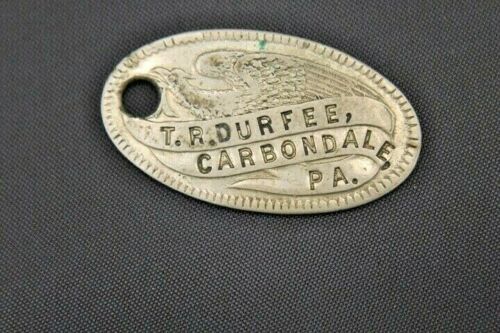 T. R. DURFEE,
CARBONDALE
PA.